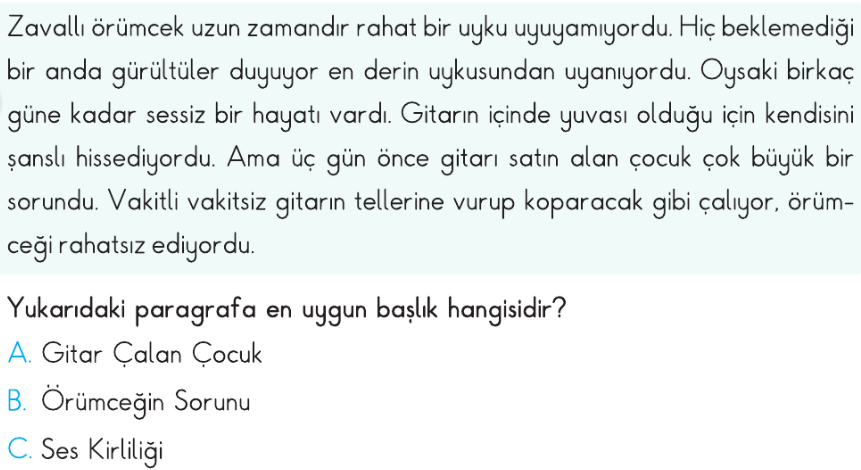 Zavallı örümcek uzun zamandır rahat bir uyku uyuyamıyordu. Hiç beklemediği
bir anda gürültüler duyuyor en derin uykusundan uyanıyordu. Oysaki birkaç
güne kadar sessiz bir hayatı vardı. Gitarın içinde yuvası olduğu için kendisini
şanslı hissediyordu. Ama üç gün önce gitarı satın alan çocuk çok büyük bir
sorundu. Vakitli vakitsiz gitarın tellerine vurup koparacak gibi çalıyor, örüm-
ceği rahatsız ediyordu.
Yukarıdaki paragrafa en uygun başlık hangisidir?
A. Gitar Çalan Çocuk
B. Örümceğin Sorunu
C. Ses Kirliliği